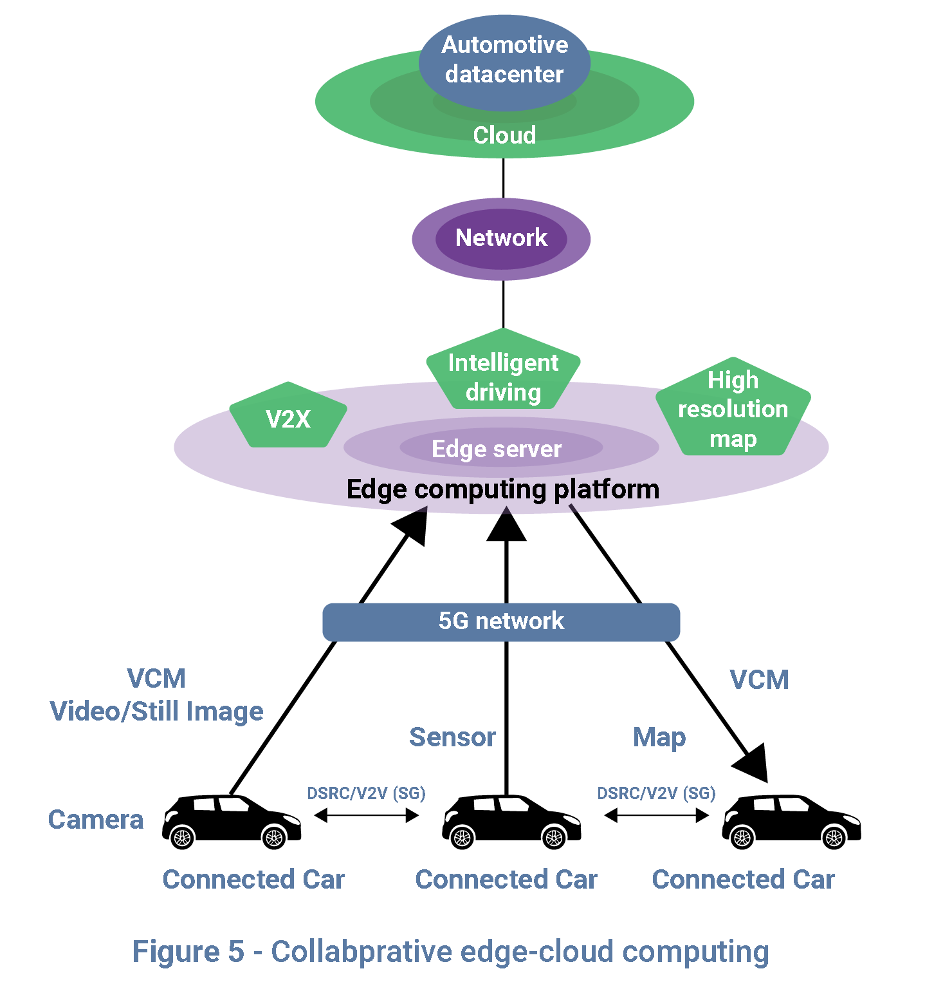 Automotive
datacenter
Cloud
Network
Intelligent
driving
V2X
High
resolution
map
Edge server
Edge computing platform
5G network
VCM
Video/Still Image
VCM
Sensor
Map
DSRC/V2V (SG)
DSRC/V2V (SG)
Camera
Connected Car
Connected Car
Connected Car
Figure 5 - Collabprative edge-cloud computing